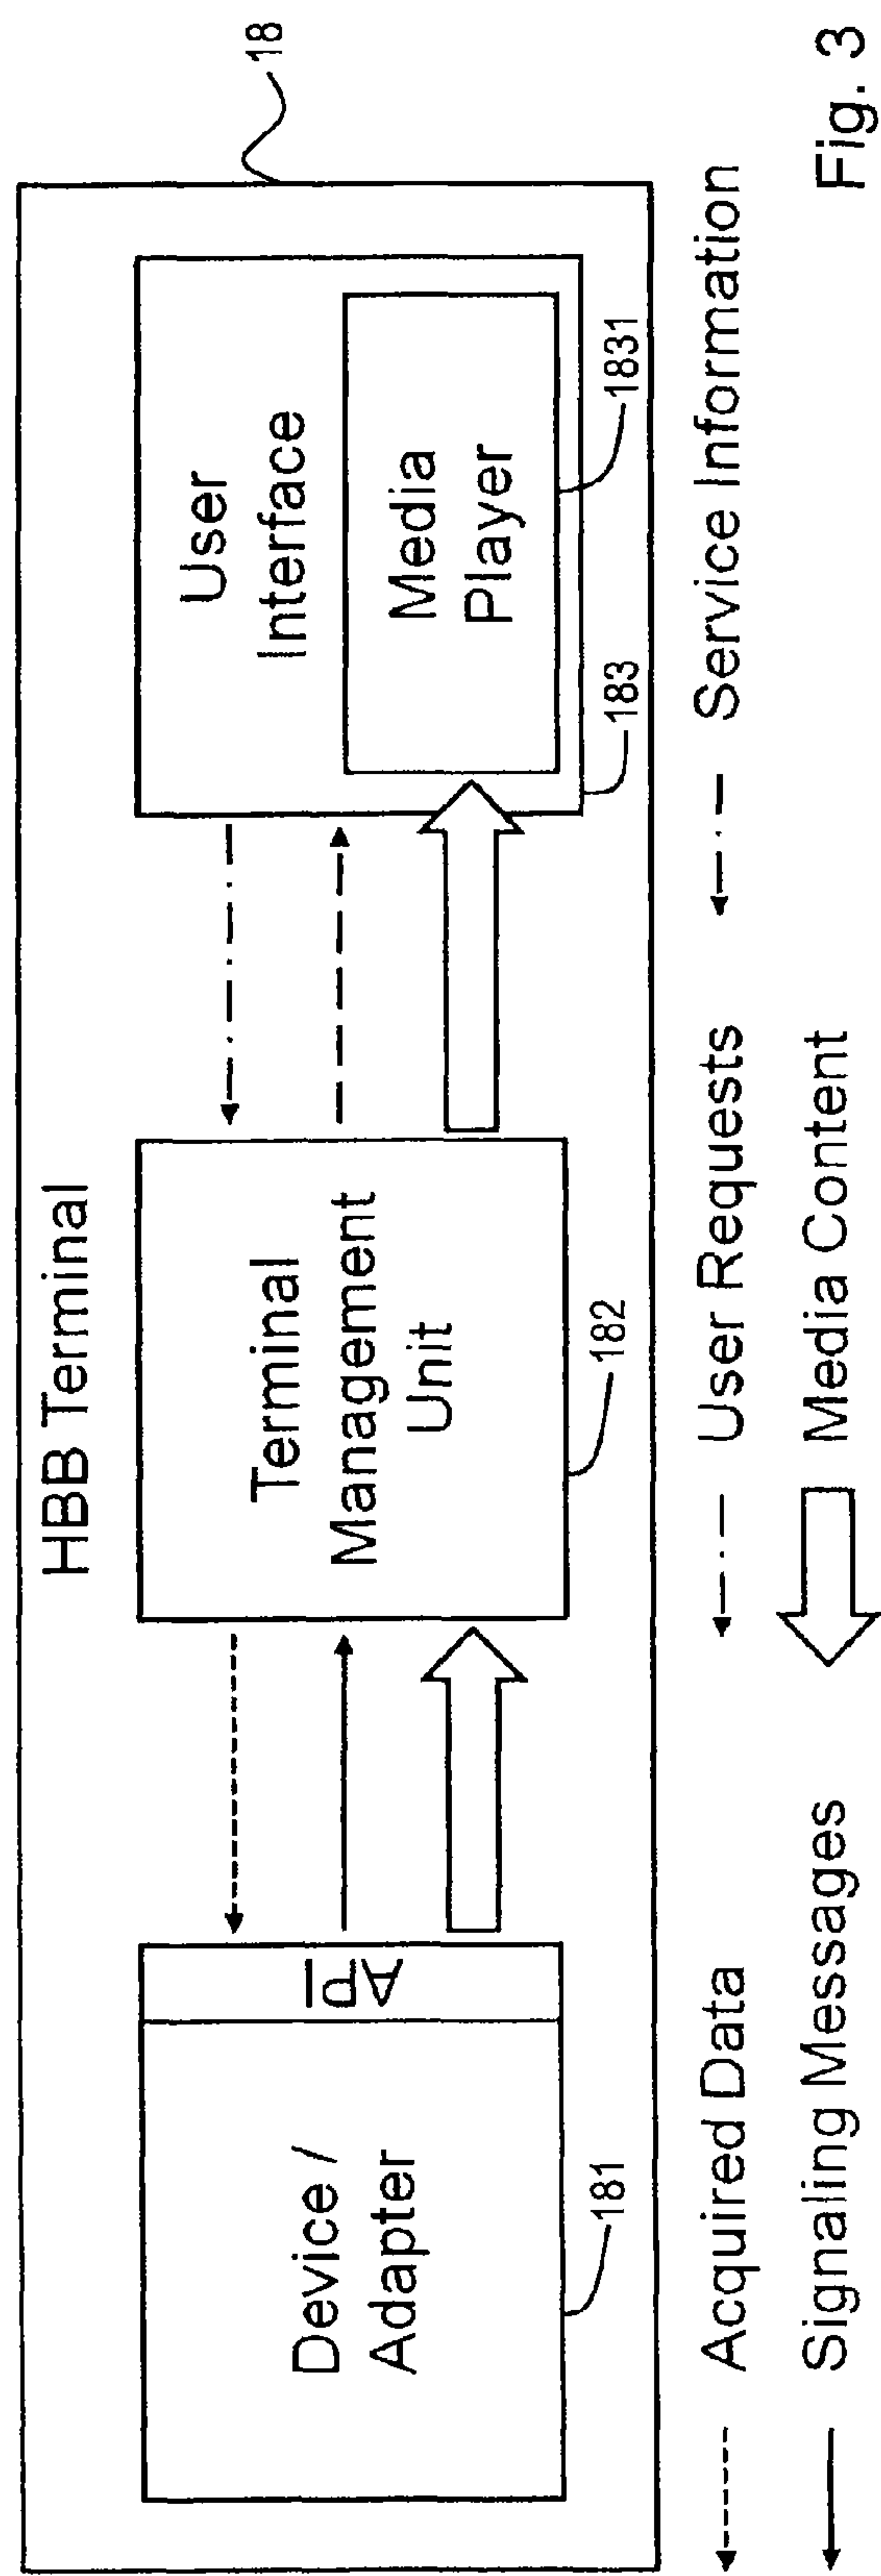 HBB Terminal
18
Device /
Adapter
API
181
Terminal
Management
Unit
182
User
Interface
Media
Player
183
1831
Acquired Data
User Requests
Service Information
Signaling Messages
Media Content
Fig. 3